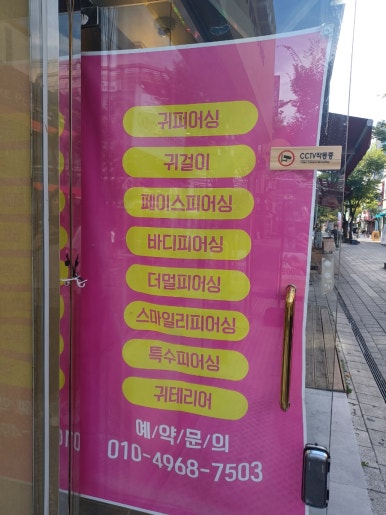 귀퍼어싱
귀걸이
CCTV작동중
페이스피어싱
바디피어싱
더멀피어싱
스마일리피어싱
특수피어싱
귀테리어
예/약/문/의
010-4968-7503